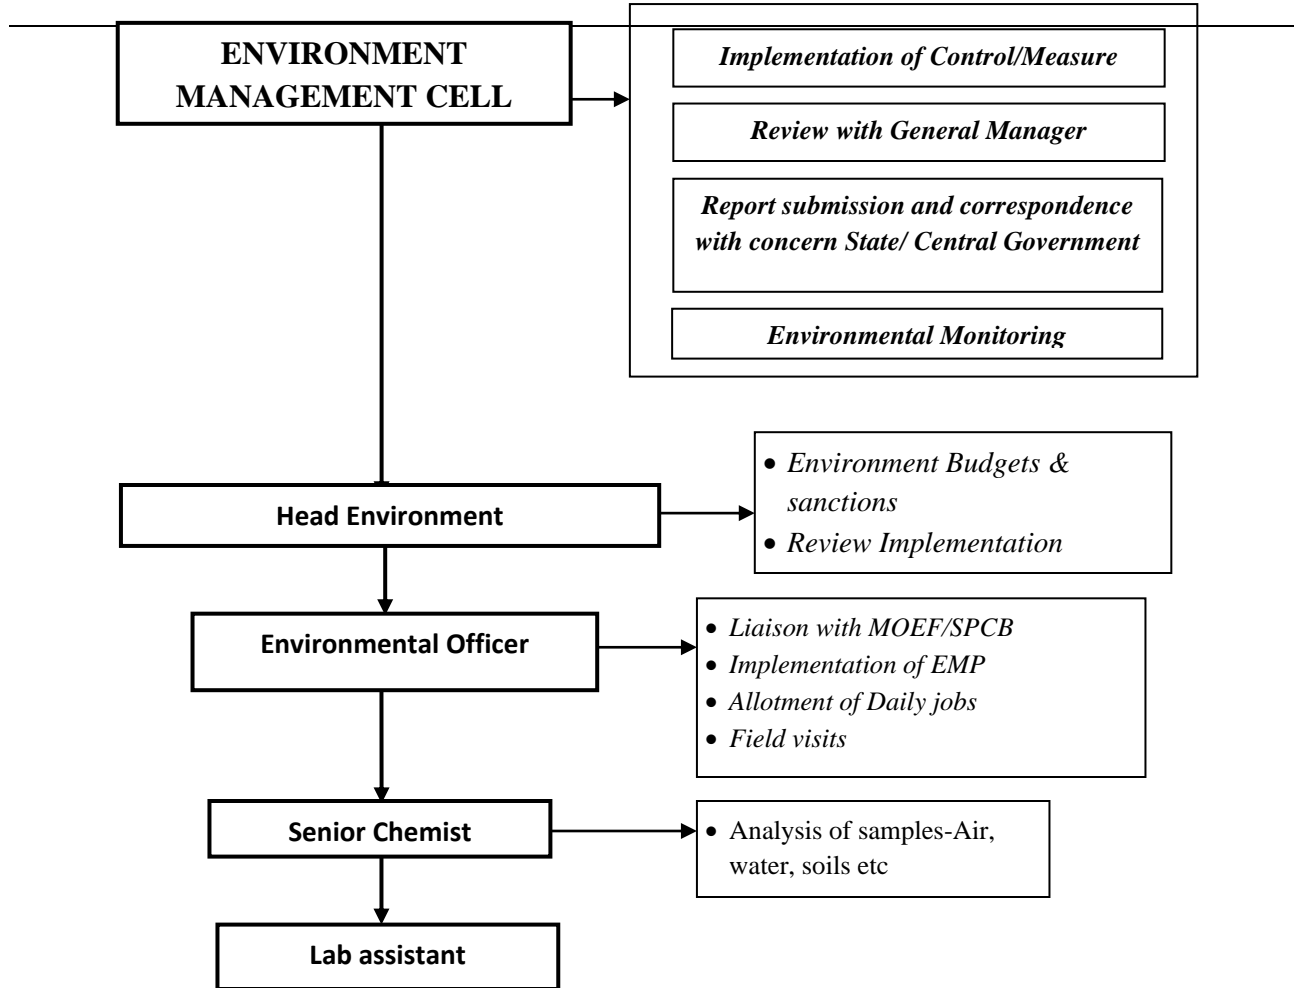 ENVIRONMENT
MANAGEMENT CELL
Implementation of Control/Measure
Review with General Manager
Report submission and correspondence
with concern State/ Central Government
Environmental Monitoring
Head Environment
• Environment Budgets &
sanctions
• Review Implementation
Environmental Officer
• Liaison with MOEF/SPCB
• Implementation of EMP
• Allotment of Daily jobs
• Field visits
Senior Chemist
• Analysis of samples-Air,
water, soils etc
Lab assistant